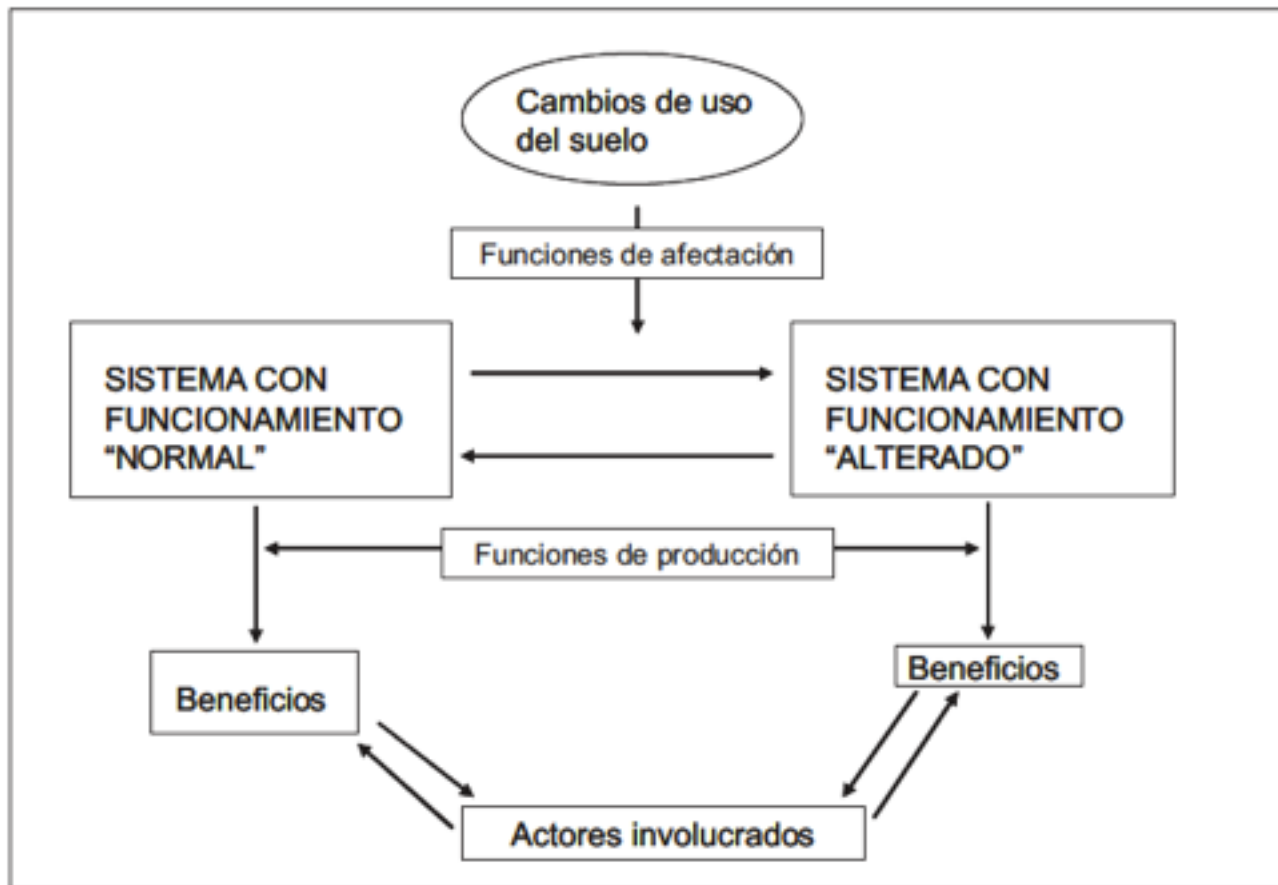 Cambios de uso
del suelo
Funciones de afectación
SISTEMA CON
FUNCIONAMIENTO
“NORMAL”
SISTEMA CON
FUNCIONAMIENTO
“ALTERADO”
Funciones de producción
Beneficios
Beneficios
Actores involucrados